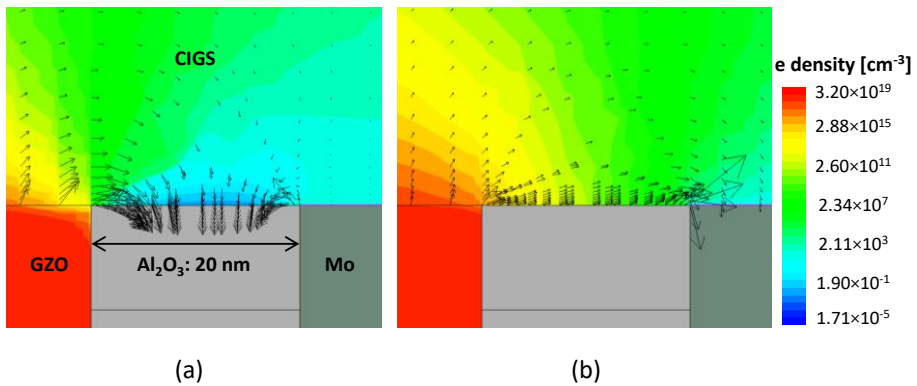 CIGS
GZO
Al₂O₃: 20 nm
Mo
(a)
(b)
e density [cm⁻³]
3.20×10¹⁹
2.88×10¹⁵
2.60×10¹¹
2.34×10⁷
2.11×10³
1.90×10⁻¹
1.71×10⁻⁵